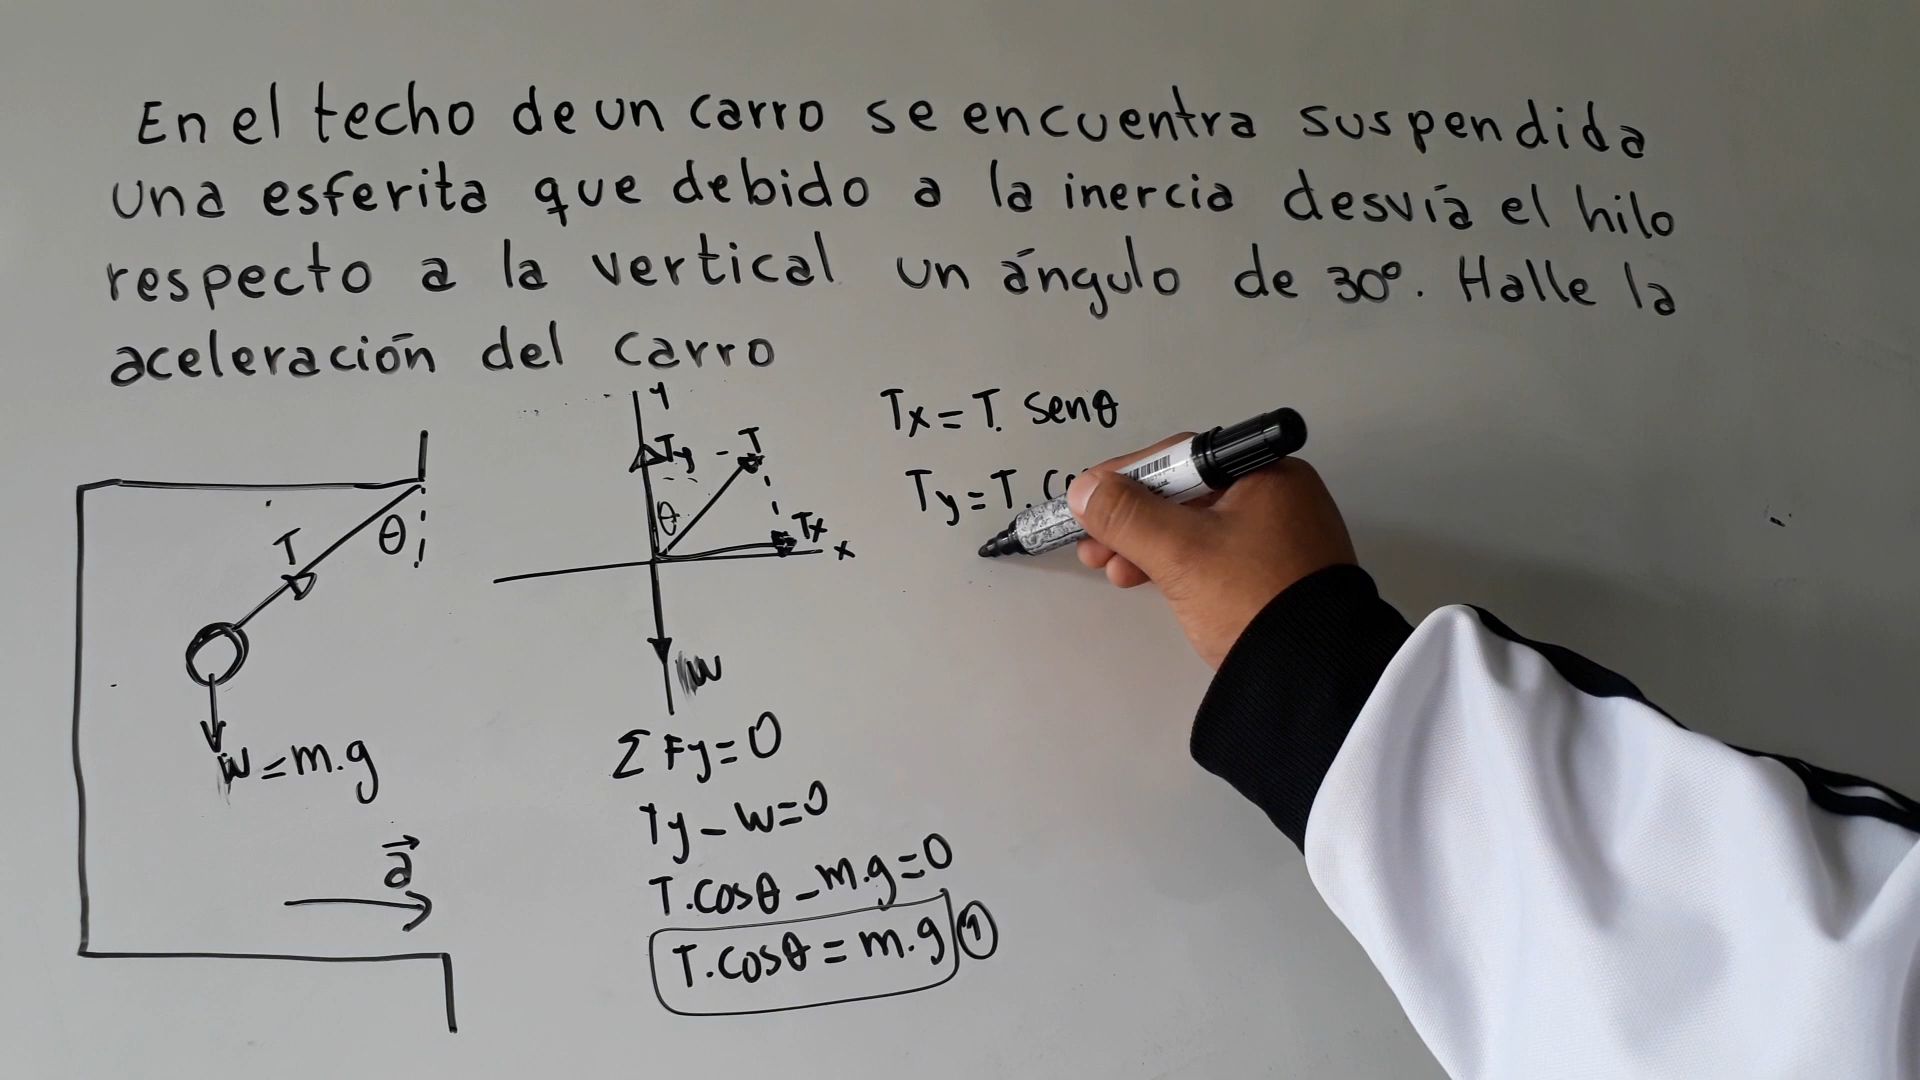 En el techo de un carro se encuentra suspendida
una esferita que debido a la inercia desvía el hilo
respecto a la vertical un ángulo de 30°. Halle la
aceleración del carro
T
θ
W=m.g
a
y
Ty
T
θ
Tx
x
W
Tx=T. Senθ
Ty=T.
ΣFy=0
Ty-W=0
T.Cosθ-m.g=0
T.Cosθ=m.g 1